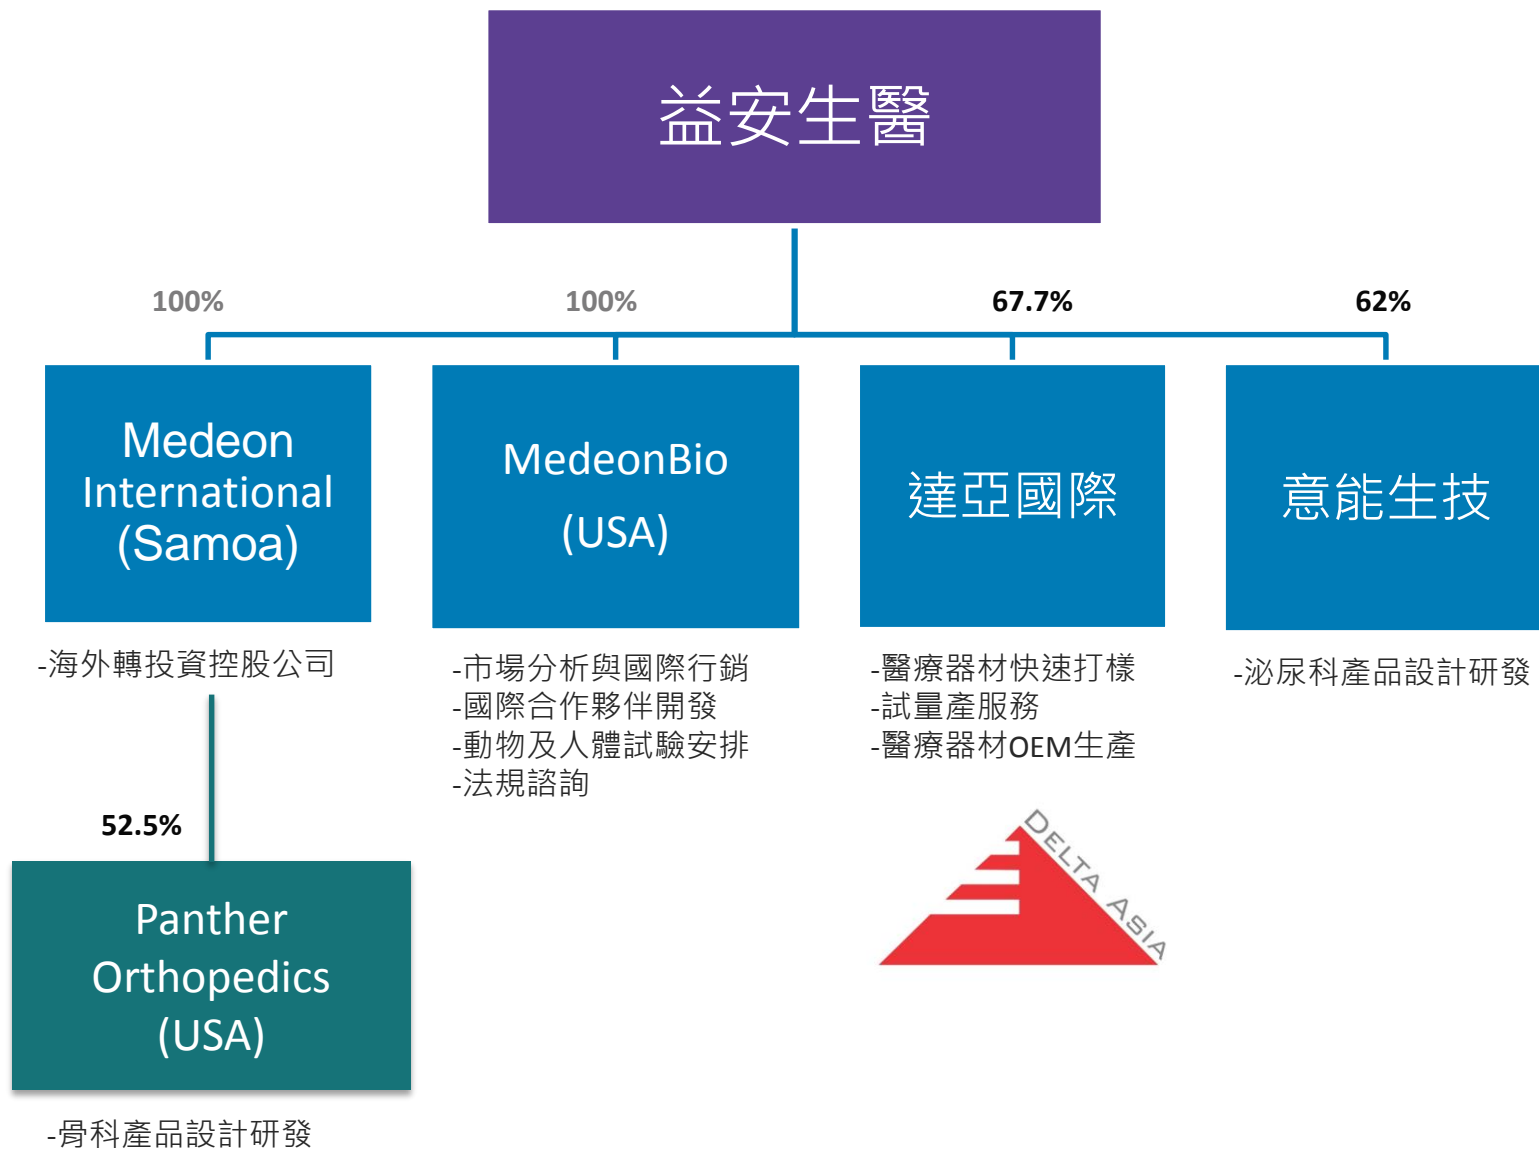 益安生醫
100%
100%
67.7%
62%
Medeon
International
(Samoa)
MedeonBio
(USA)
達亞國際
意能生技
-海外轉投資控股公司
-市場分析與國際行銷
-國際合作夥伴開發
-動物及人體試驗安排
-法規諮詢
-醫療器材快速打樣
-試量產服務
-醫療器材OEM生產
-泌尿科產品設計研發
52.5%
Panther
Orthopedics
(USA)
-骨科產品設計研發
DELTA ASIA